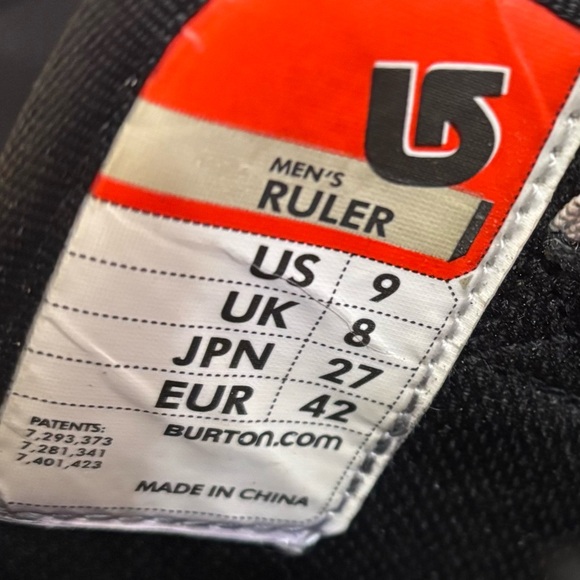 MEN'S
RULER
US 9
UK 8
JPN 27
EUR 42
BURTON.COM
PATENTS:
7,293,373
7,281,341
7,401,423
MADE IN CHINA